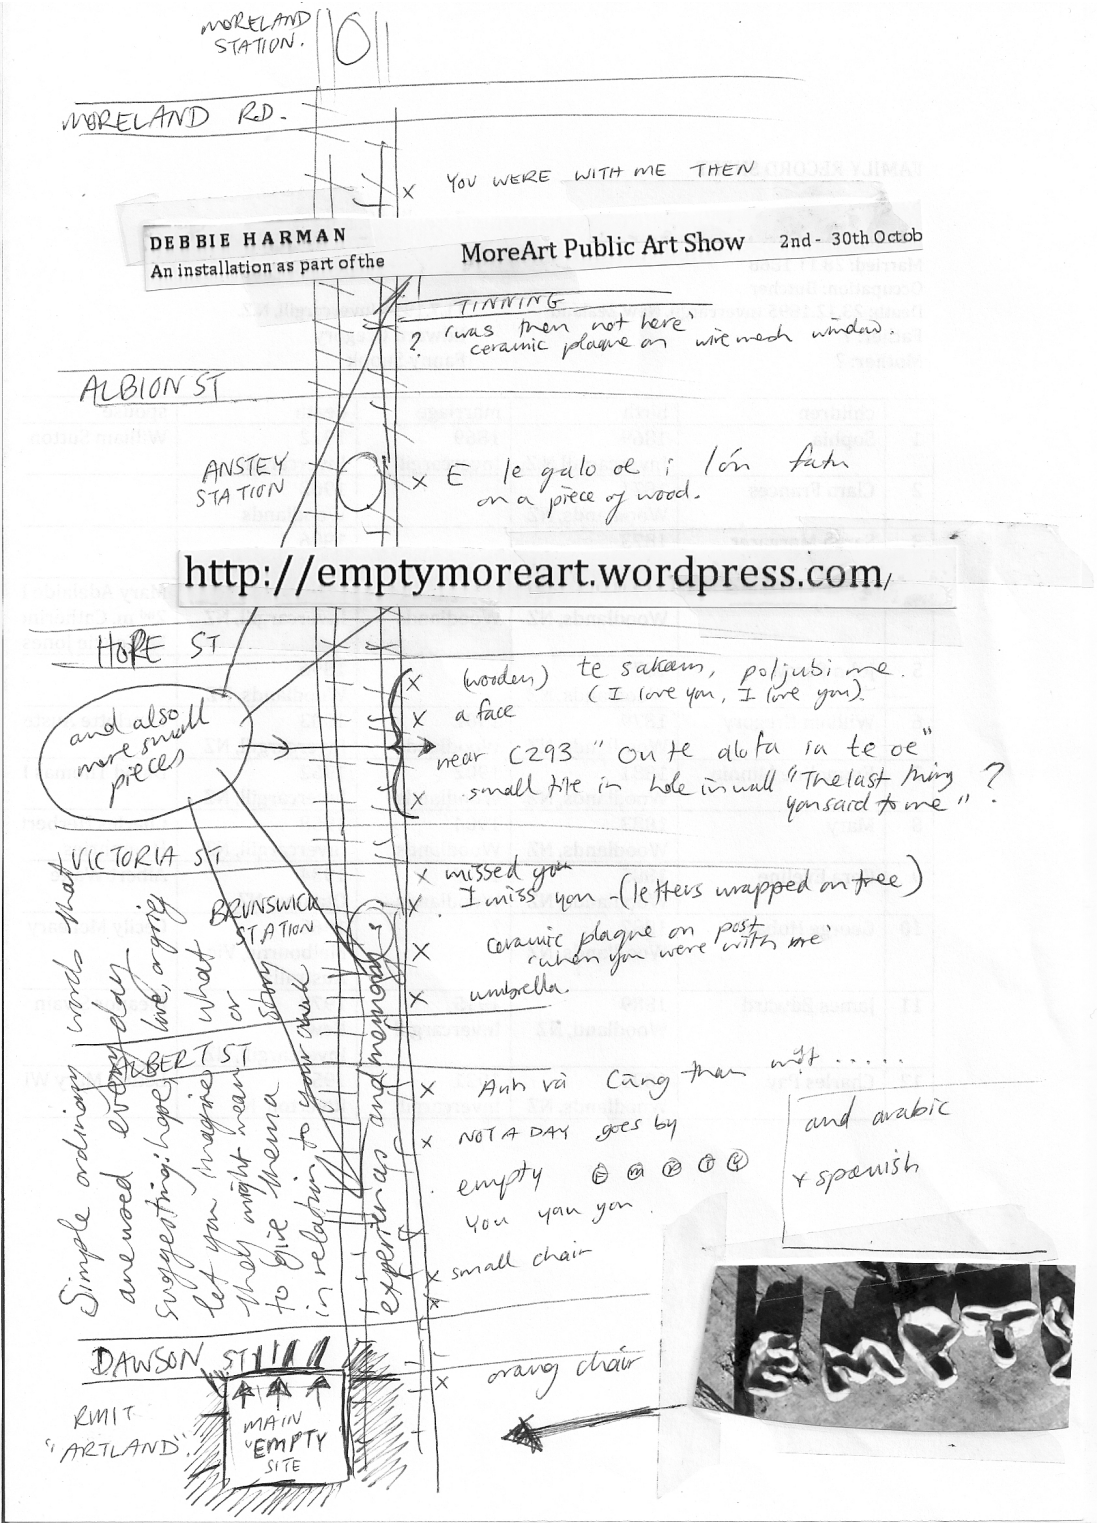 MORELAND
STATION.
MORELAND RD.
x YOU WERE WITH ME THEN
DEBBIE HARMAN
An installation as part of the MoreArt Public Art Show 2nd - 30th Octob
TINNING
? 'was then not here'
ceramic plaque on wire mesh window.
ALBION ST
ANSTEY
STATION
x E le galo oe i
on a piece of wood.
http://emptymoreart.wordpress.com/
HOPE ST
and also
more small
pieces
x (wooden) te sakam, poljubi me.
(I love you, I love you).
x a face
near C293 "Ou te alofa ia te oe"
x small tile in hole in wall "The last thing
you said to me" ?
VICTORIA ST
x missed you
x I miss you - (letters wrapped on tree)
BRUNSWICK
STATION
x ceramic plaque on post
"when you were with me
x umbrella.
ALBERT ST
x Anh và
x NOT A DAY goes by
empty E M P T Y
You you you
x small chair
and arabic
+ spanish
Simple ordinary words that
are used every day
suggesting: hope, love,
let you imagine what
they might mean or
to give them a story
in relation to your own
experience and memory
DAWSON ST
x orang chair
RMIT
"ARTLAND".
MAIN
"EMPTY"
SITE
EMPTY